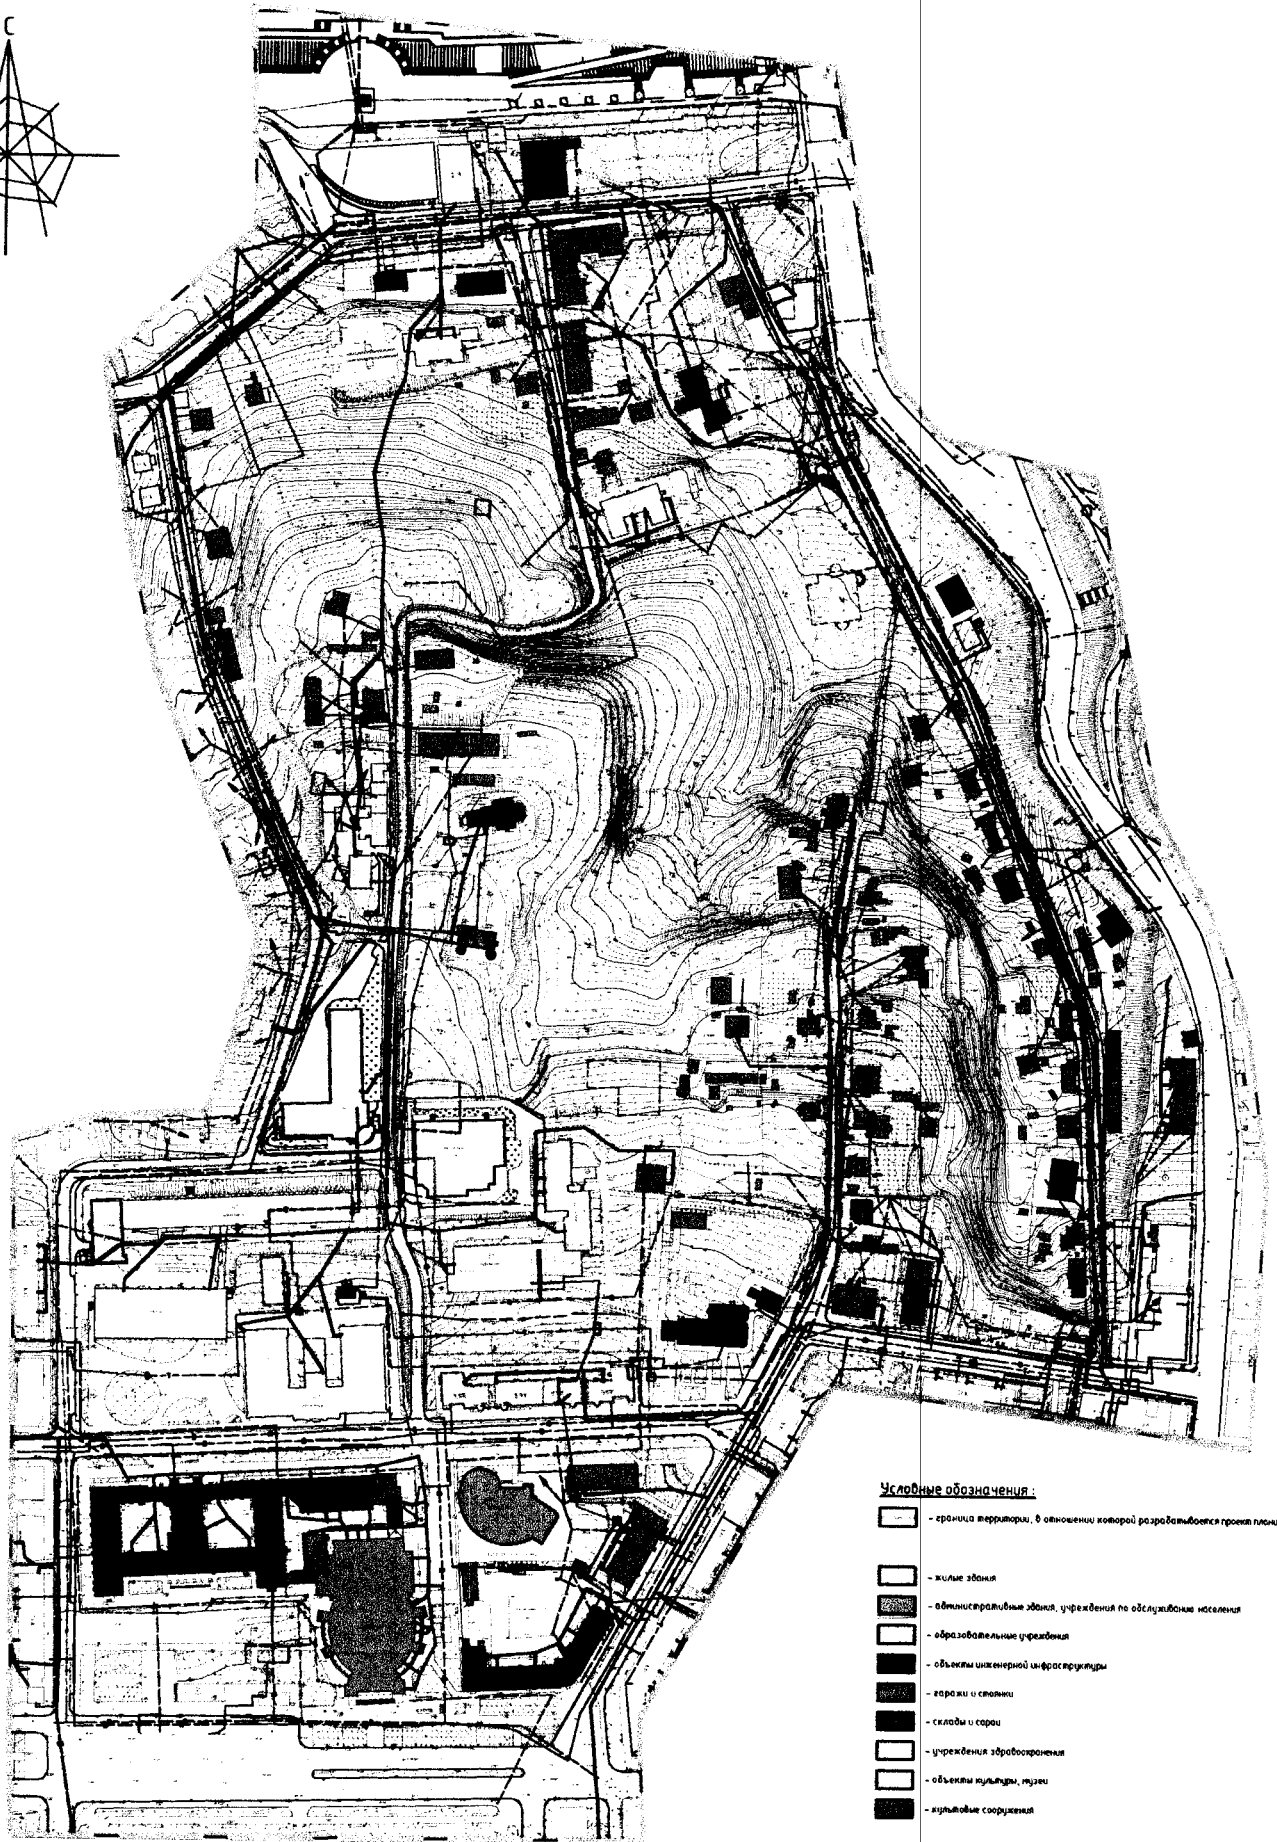 С
Условные обозначения :
- граница территории, в отношении которой разрабатывается проект плани
- жилые здания
- административные здания, учреждения по обслуживанию населения
- образовательные учреждения
- объекты инженерной инфраструктуры
- гаражи и стоянки
- склады и сараи
- учреждения здравоохранения
- объекты культуры, музеи
- культовые сооружения